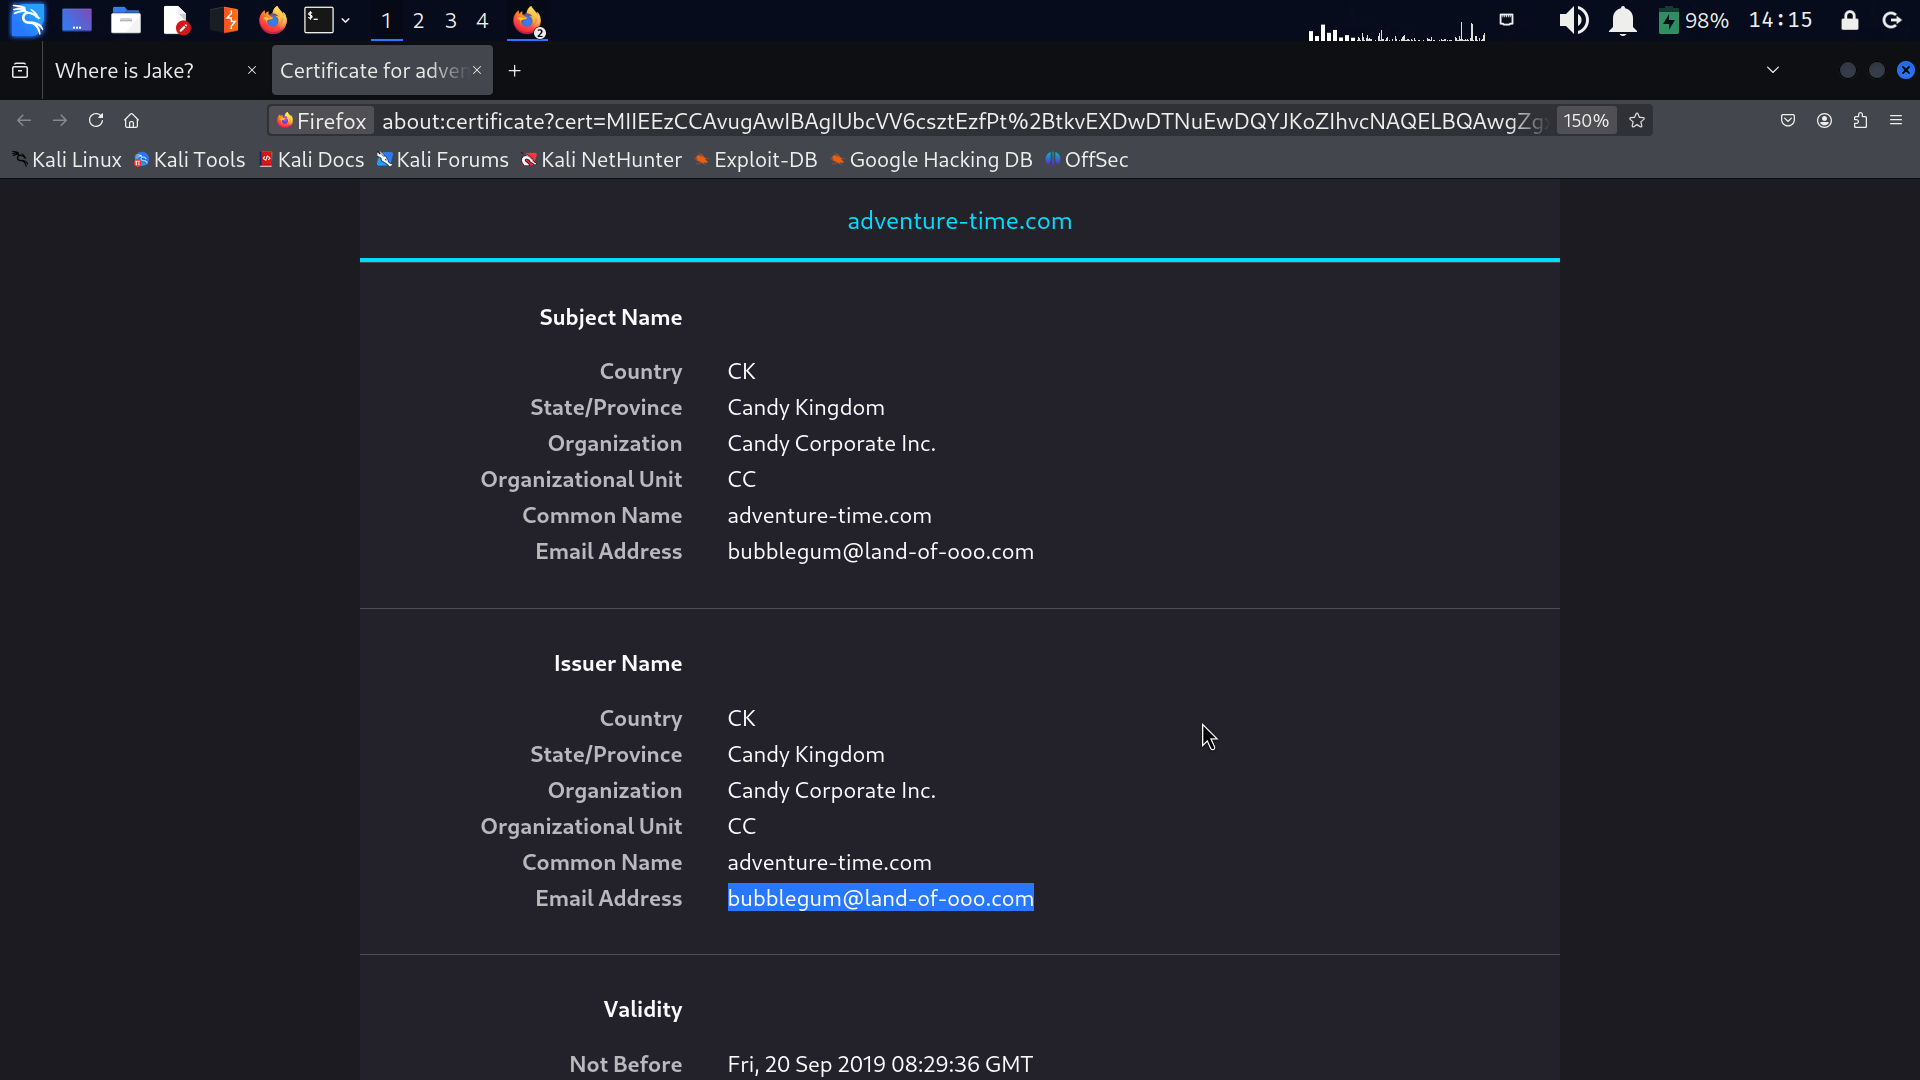 1 2 3 4 2 98% 14:15
Where is Jake? × Certificate for adver × +
Firefox about:certificate?cert=MIIEEzCCAvugAwIBAgIUbcVV6csztEzfPt%2BtkvEXDwDTNuEwDQYJKoZIhvcNAQELBQAwgZg 150%
Kali Linux Kali Tools Kali Docs Kali Forums Kali NetHunter Exploit-DB Google Hacking DB OffSec
adventure-time.com
Subject Name
Country CK
State/Province Candy Kingdom
Organization Candy Corporate Inc.
Organizational Unit CC
Common Name adventure-time.com
Email Address bubblegum@land-of-ooo.com
Issuer Name
Country CK
State/Province Candy Kingdom
Organization Candy Corporate Inc.
Organizational Unit CC
Common Name adventure-time.com
Email Address bubblegum@land-of-ooo.com
Validity
Not Before Fri, 20 Sep 2019 08:29:36 GMT